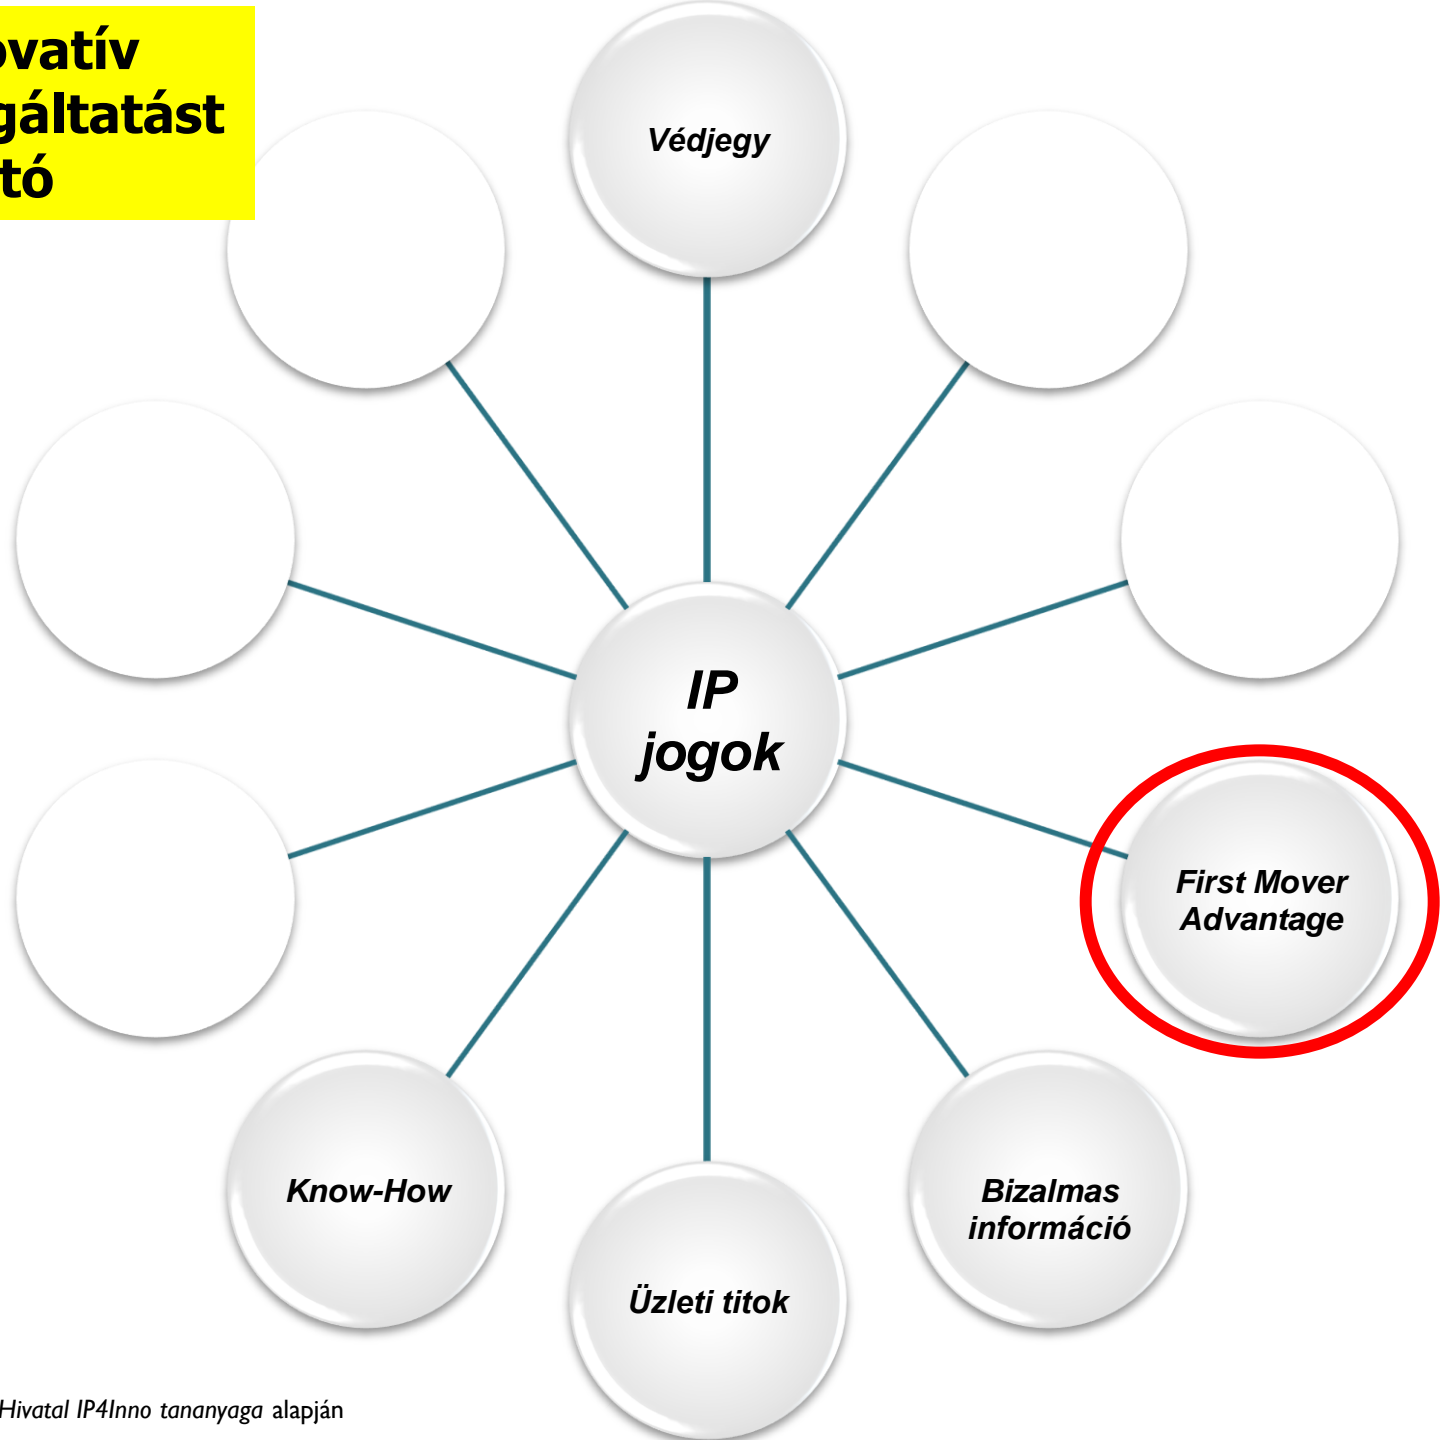 ovatív
gáltatást
tó
Védjegy
IP
jogok
First Mover
Advantage
Know-How
Bizalmas
információ
Üzleti titok
Hivatal IP4Inno tananyaga alapján